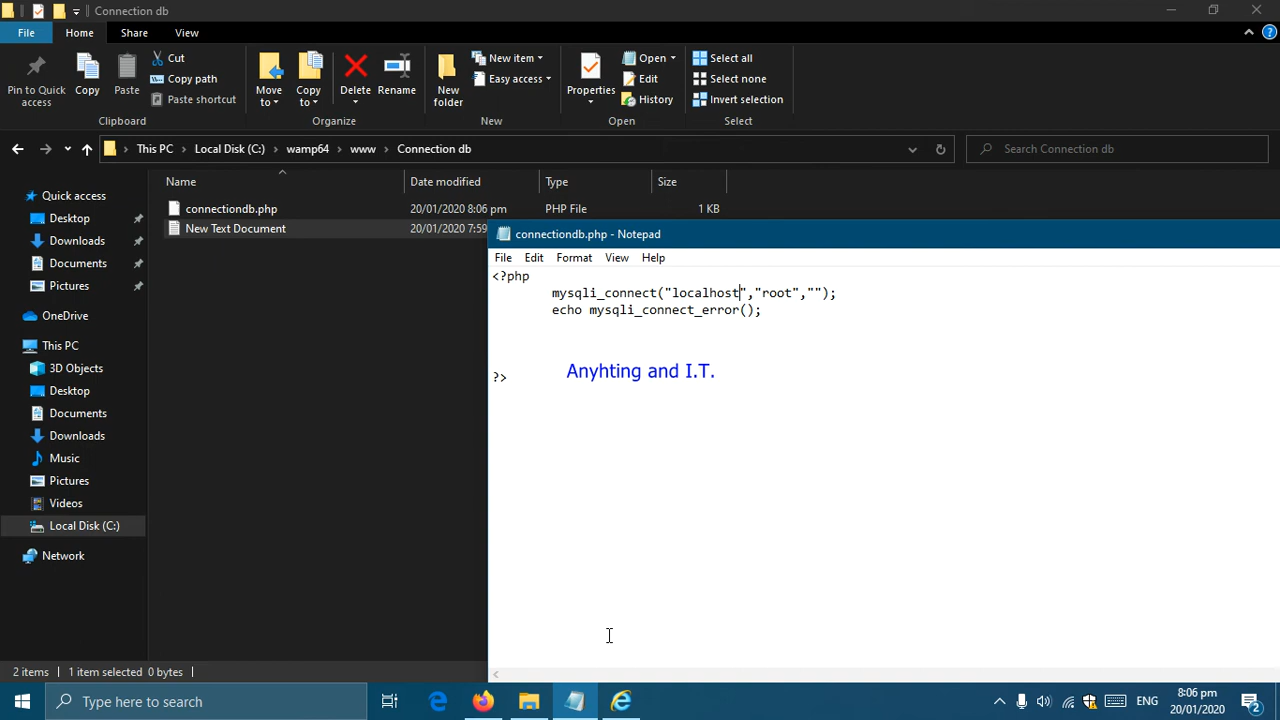 Connection db
File
Home
Share
View
Pin to Quick access
Copy
Paste
Cut
Copy path
Paste shortcut
Clipboard
Move to
Copy to
Delete
Rename
Organize
New folder
New item
Easy access
New
Properties
Open
Edit
History
Open
Select all
Select none
Invert selection
Select
This PC
Local Disk (C:)
wamp64
www
Connection db
Search Connection db
Name
Date modified
Type
Size
connectiondb.php
20/01/2020 8:06 pm
PHP File
1 KB
New Text Document
20/01/2020 7:59
Quick access
Desktop
Downloads
Documents
Pictures
OneDrive
This PC
3D Objects
Desktop
Documents
Downloads
Music
Pictures
Videos
Local Disk (C:)
Network
connectiondb.php - Notepad
File Edit Format View Help
<?php
mysqli_connect("localhost","root","");
echo mysqli_connect_error();
Anyhting and I.T.
?>
2 items
1 item selected 0 bytes
Type here to search
ENG
8:06 pm
20/01/2020
2